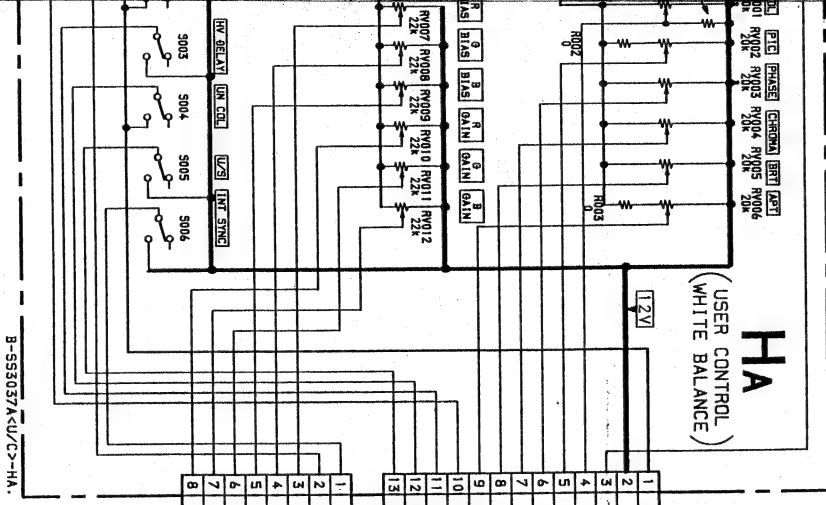 HA
(USER CONTROL
WHITE BALANCE)
12V
PIC
RV002
20k
PHASE
RV003
20k
CHROMA
RV004
20k
BRT
RV005
20k
APT
RV006
20k
R002
0
R003
0
R
BIAS
RV007
22k
G
BIAS
RV008
22k
B
BIAS
RV009
22k
R
GAIN
RV010
22k
G
GAIN
RV011
22k
B
GAIN
RV012
22k
HV DELAY
S003
UN COL
S004
U/S
S005
INT SYNC
S006
8 7 6 5 4 3 2 1
13 12 11 10 9 8 7 6 5 4 3 2 1
B-SS3037A<U/C>-HA.